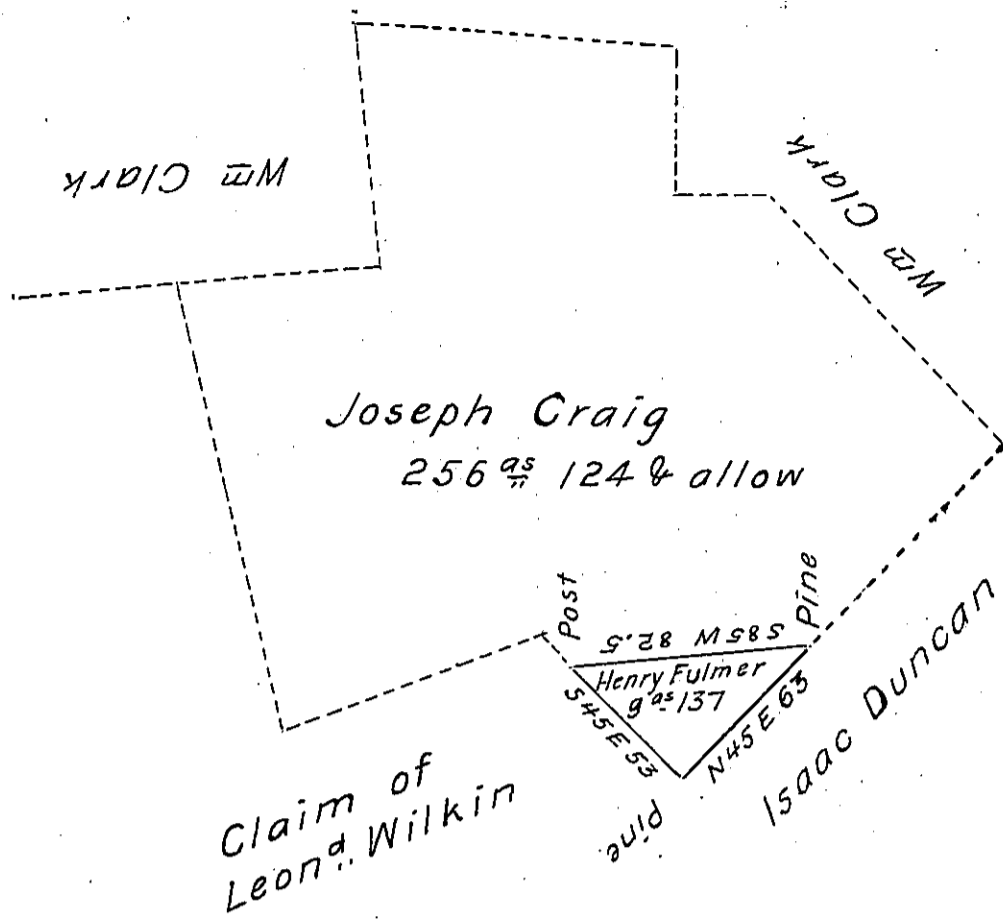 Wm Clark
Wm Clark
Joseph Craig
256 as 124 & allow
Post
Pine
S85W 82.5
Henry Fulmer
9 as 137
S45E 53
N45E 63
Isaac Duncan
pine
Claim of
Leond Wilkin